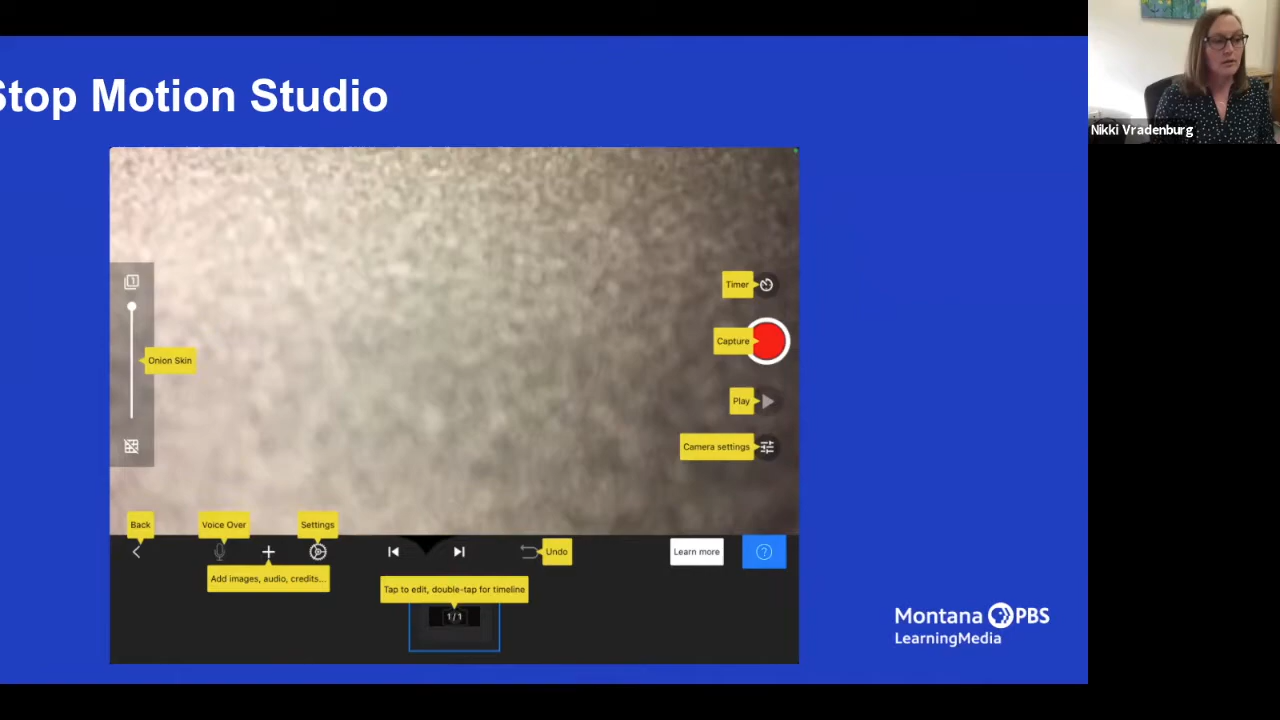 Stop Motion Studio
Nikki Vradenburg
1
Timer
Capture
Onion Skin
Play
Camera settings
Back
Voice Over
Settings
Undo
Learn more
?
Add images, audio, credits...
Tap to edit, double-tap for timeline
1/1
Montana PBS
LearningMedia